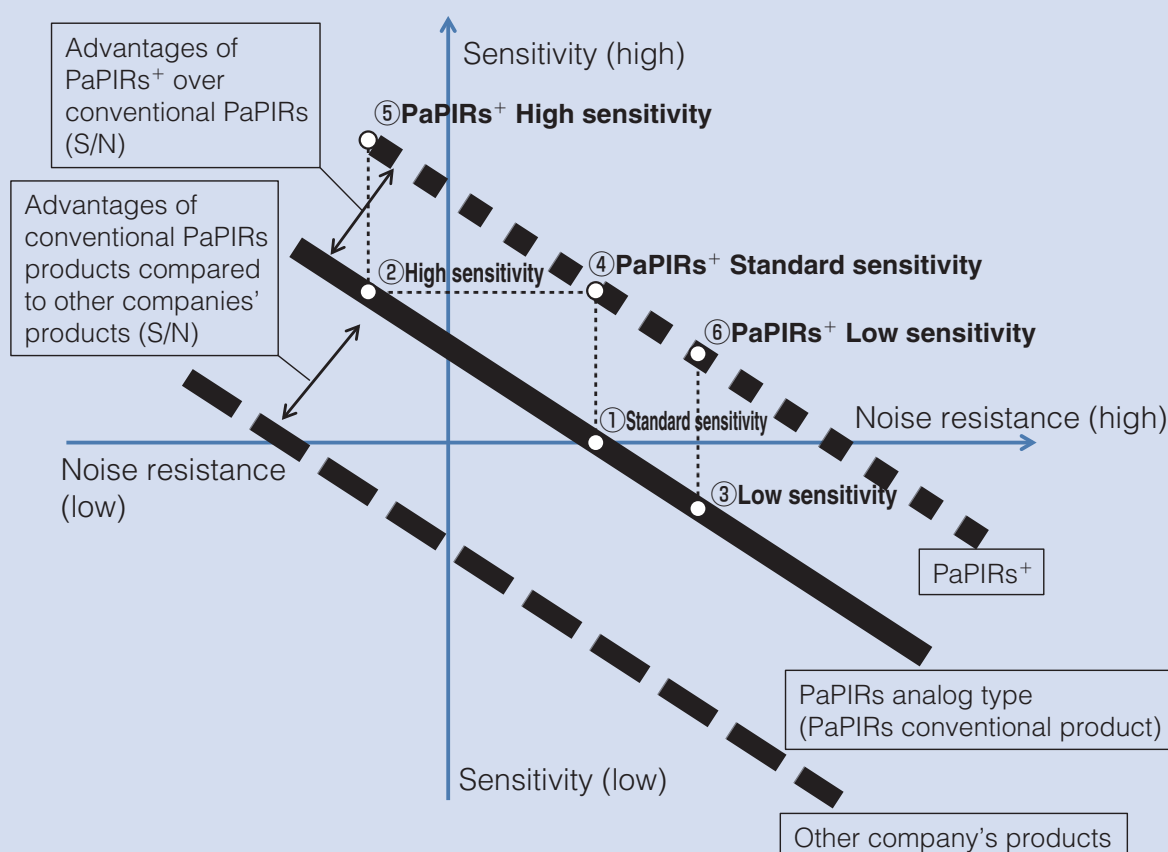 Advantages of
PaPIRs⁺ over
conventional PaPIRs
(S/N)
Sensitivity (high)
⑤PaPIRs⁺ High sensitivity
Advantages of
conventional PaPIRs
products compared
to other companies’
products (S/N)
②High sensitivity
④PaPIRs⁺ Standard sensitivity
⑥PaPIRs⁺ Low sensitivity
①Standard sensitivity
Noise resistance (high)
Noise resistance
(low)
③Low sensitivity
PaPIRs⁺
PaPIRs analog type
(PaPIRs conventional product)
Sensitivity (low)
Other company’s products